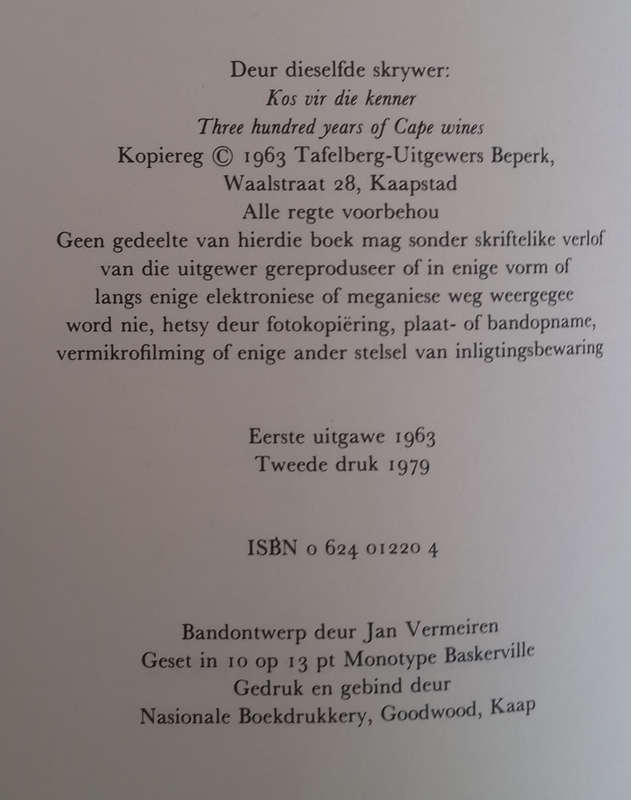 Deur dieselfde skrywer:
Kos vir die kenner
Three hundred years of Cape wines
Kopiereg © 1963 Tafelberg-Uitgewers Beperk,
Waalstraat 28, Kaapstad
Alle regte voorbehou
Geen gedeelte van hierdie boek mag sonder skriftelike verlof
van die uitgewer gereproduseer of in enige vorm of
langs enige elektroniese of meganiese weg weergegee
word nie, hetsy deur fotokopiëring, plaat- of bandopname,
vermikrofilming of enige ander stelsel van inligtingsbewaring
Eerste uitgawe 1963
Tweede druk 1979
ISBN 0 624 01220 4
Bandontwerp deur Jan Vermeiren
Geset in 10 op 13 pt Monotype Baskerville
Gedruk en gebind deur
Nasionale Boekdrukkery, Goodwood, Kaap